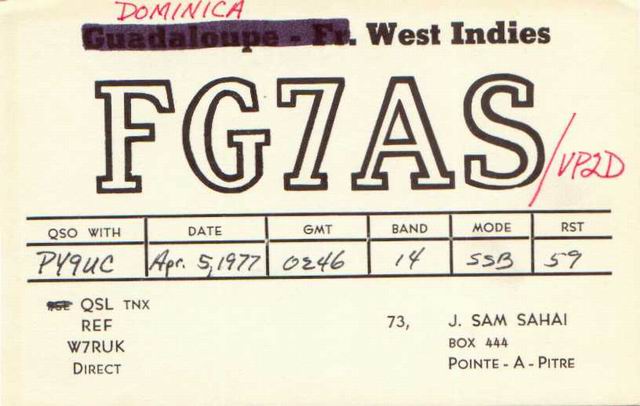 DOMINICA
Guadaloupe - Fr. West Indies
FG7AS/VP2D
QSO WITH DATE GMT BAND MODE RST
PY9UC Apr. 5, 1977 0246 14 SSB 59
QSL TNX
REF
W7RUK
DIRECT
73, J. SAM SAHAI
BOX 444
POINTE - A - PITRE